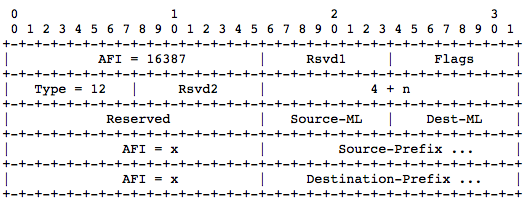 0                   1                   2                   3
 0 1 2 3 4 5 6 7 8 9 0 1 2 3 4 5 6 7 8 9 0 1 2 3 4 5 6 7 8 9 0 1
+-+-+-+-+-+-+-+-+-+-+-+-+-+-+-+-+-+-+-+-+-+-+-+-+-+-+-+-+-+-+-+-+
|           AFI = 16387         |     Rsvd1     |     Flags     |
+-+-+-+-+-+-+-+-+-+-+-+-+-+-+-+-+-+-+-+-+-+-+-+-+-+-+-+-+-+-+-+-+
|   Type = 12   |     Rsvd2     |             4 + n             |
+-+-+-+-+-+-+-+-+-+-+-+-+-+-+-+-+-+-+-+-+-+-+-+-+-+-+-+-+-+-+-+-+
|            Reserved           |   Source-ML   |    Dest-ML    |
+-+-+-+-+-+-+-+-+-+-+-+-+-+-+-+-+-+-+-+-+-+-+-+-+-+-+-+-+-+-+-+-+
|              AFI = x          |         Source-Prefix ...     |
+-+-+-+-+-+-+-+-+-+-+-+-+-+-+-+-+-+-+-+-+-+-+-+-+-+-+-+-+-+-+-+-+
|              AFI = x          |     Destination-Prefix ...    |
+-+-+-+-+-+-+-+-+-+-+-+-+-+-+-+-+-+-+-+-+-+-+-+-+-+-+-+-+-+-+-+-+